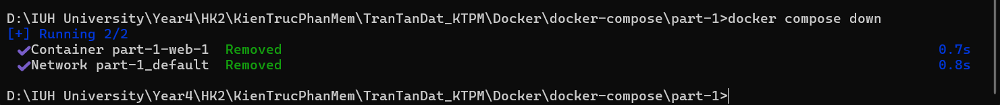 D:\IUH University\Year4\HK2\KienTrucPhanMem\TranTanDat_KTPM\Docker\docker-compose\part-1>docker compose down
[+] Running 2/2
✔Container part-1-web-1  Removed 0.7s
✔Network part-1_default  Removed 0.8s
D:\IUH University\Year4\HK2\KienTrucPhanMem\TranTanDat_KTPM\Docker\docker-compose\part-1>